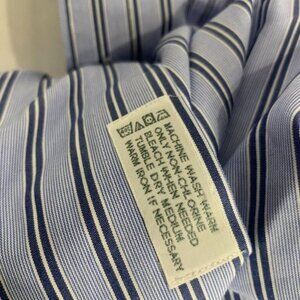 MACHINE WASH WARM
ONLY NON-CHLORINE
BLEACH WHEN NEEDED
TUMBLE DRY MEDIUM
WARM IRON IF NECESSARY